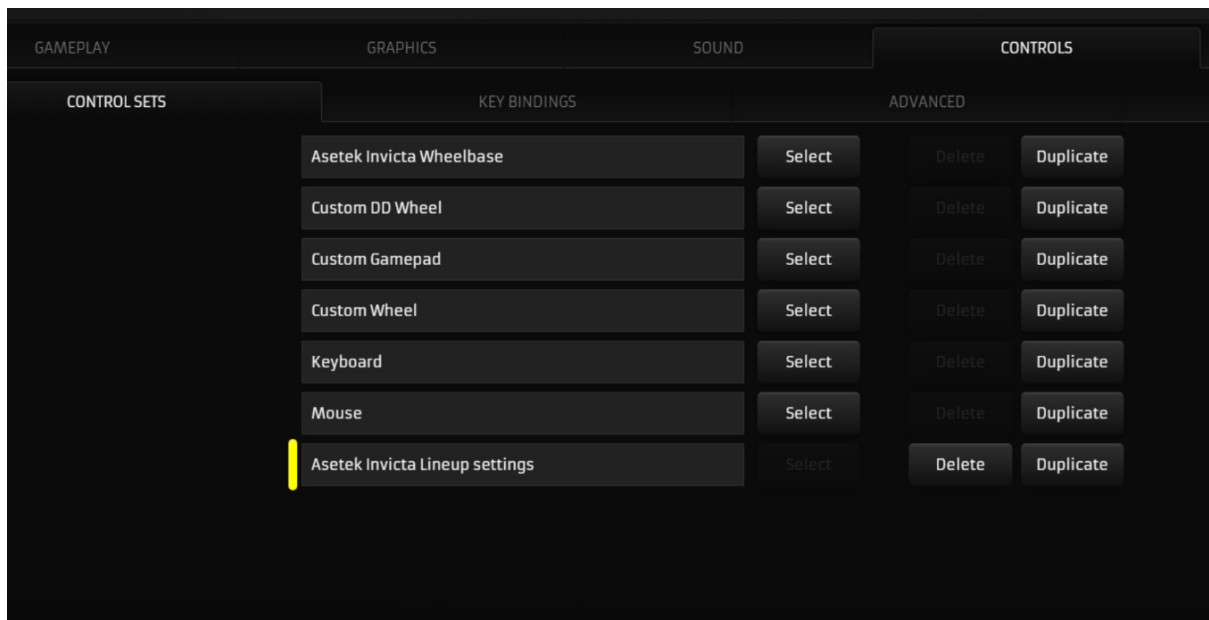 GAMEPLAY GRAPHICS SOUND CONTROLS
CONTROL SETS KEY BINDINGS ADVANCED
Asetek Invicta Wheelbase Select Delete Duplicate
Custom DD Wheel Select Delete Duplicate
Custom Gamepad Select Delete Duplicate
Custom Wheel Select Delete Duplicate
Keyboard Select Delete Duplicate
Mouse Select Delete Duplicate
Asetek Invicta Lineup settings Select Delete Duplicate